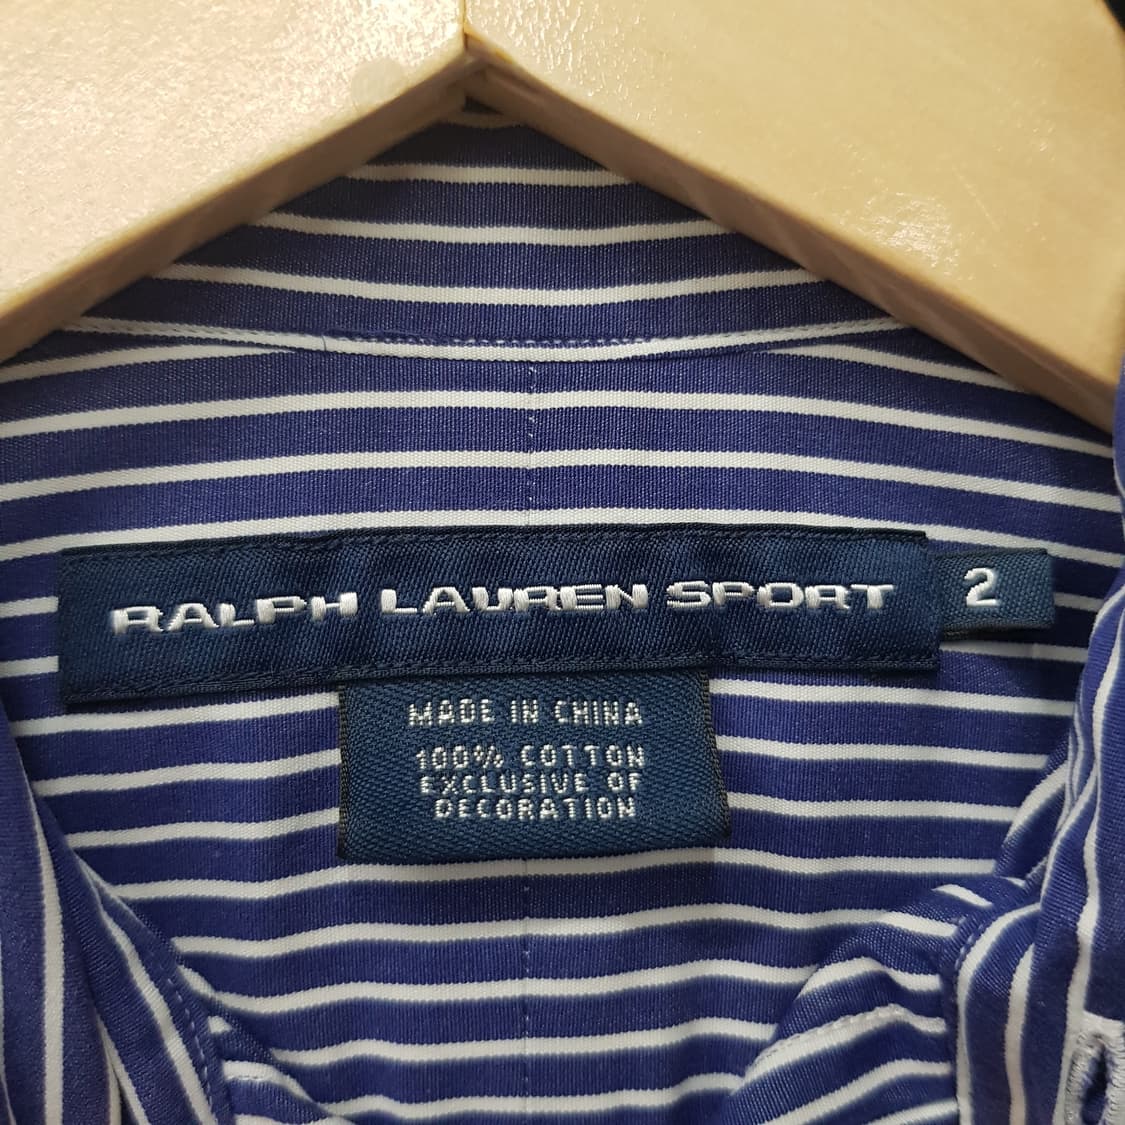 RALPH LAUREN SPORT 2
MADE IN CHINA
100% COTTON
EXCLUSIVE OF
DECORATION